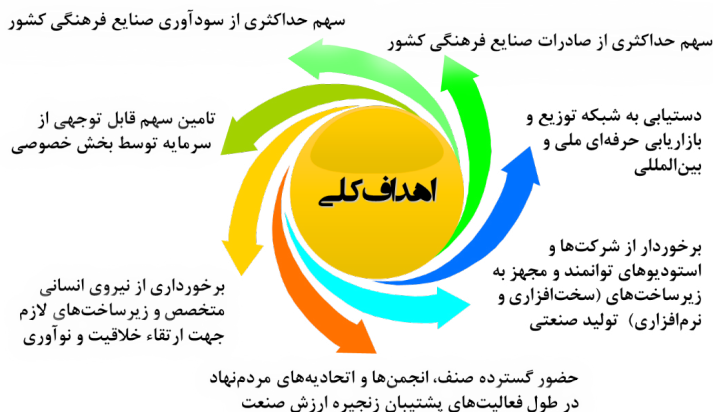 سهم حداکثری از سودآوری صنایع فرهنگی کشور
سهم حداکثری از صادرات صنایع فرهنگی کشور
دستیابی به شبکه توزیع و
بازاریابی حرفه‌ای ملی و
بین‌المللی
تامین سهم قابل توجهی از
سرمایه توسط بخش خصوصی
اهداف کلی
برخوردار از شرکت‌ها و
استودیوهای توانمند و مجهز به
زیرساخت‌های (سخت‌افزاری و
نرم‌افزاری) تولید صنعتی
برخورداری از نیروی انسانی
متخصص و زیرساخت‌های لازم
جهت ارتقاء خلاقیت و نوآوری
حضور گسترده صنف، انجمن‌ها و اتحادیه‌های مردم‌نهاد
در طول فعالیت‌های پشتیبان زنجیره ارزش صنعت